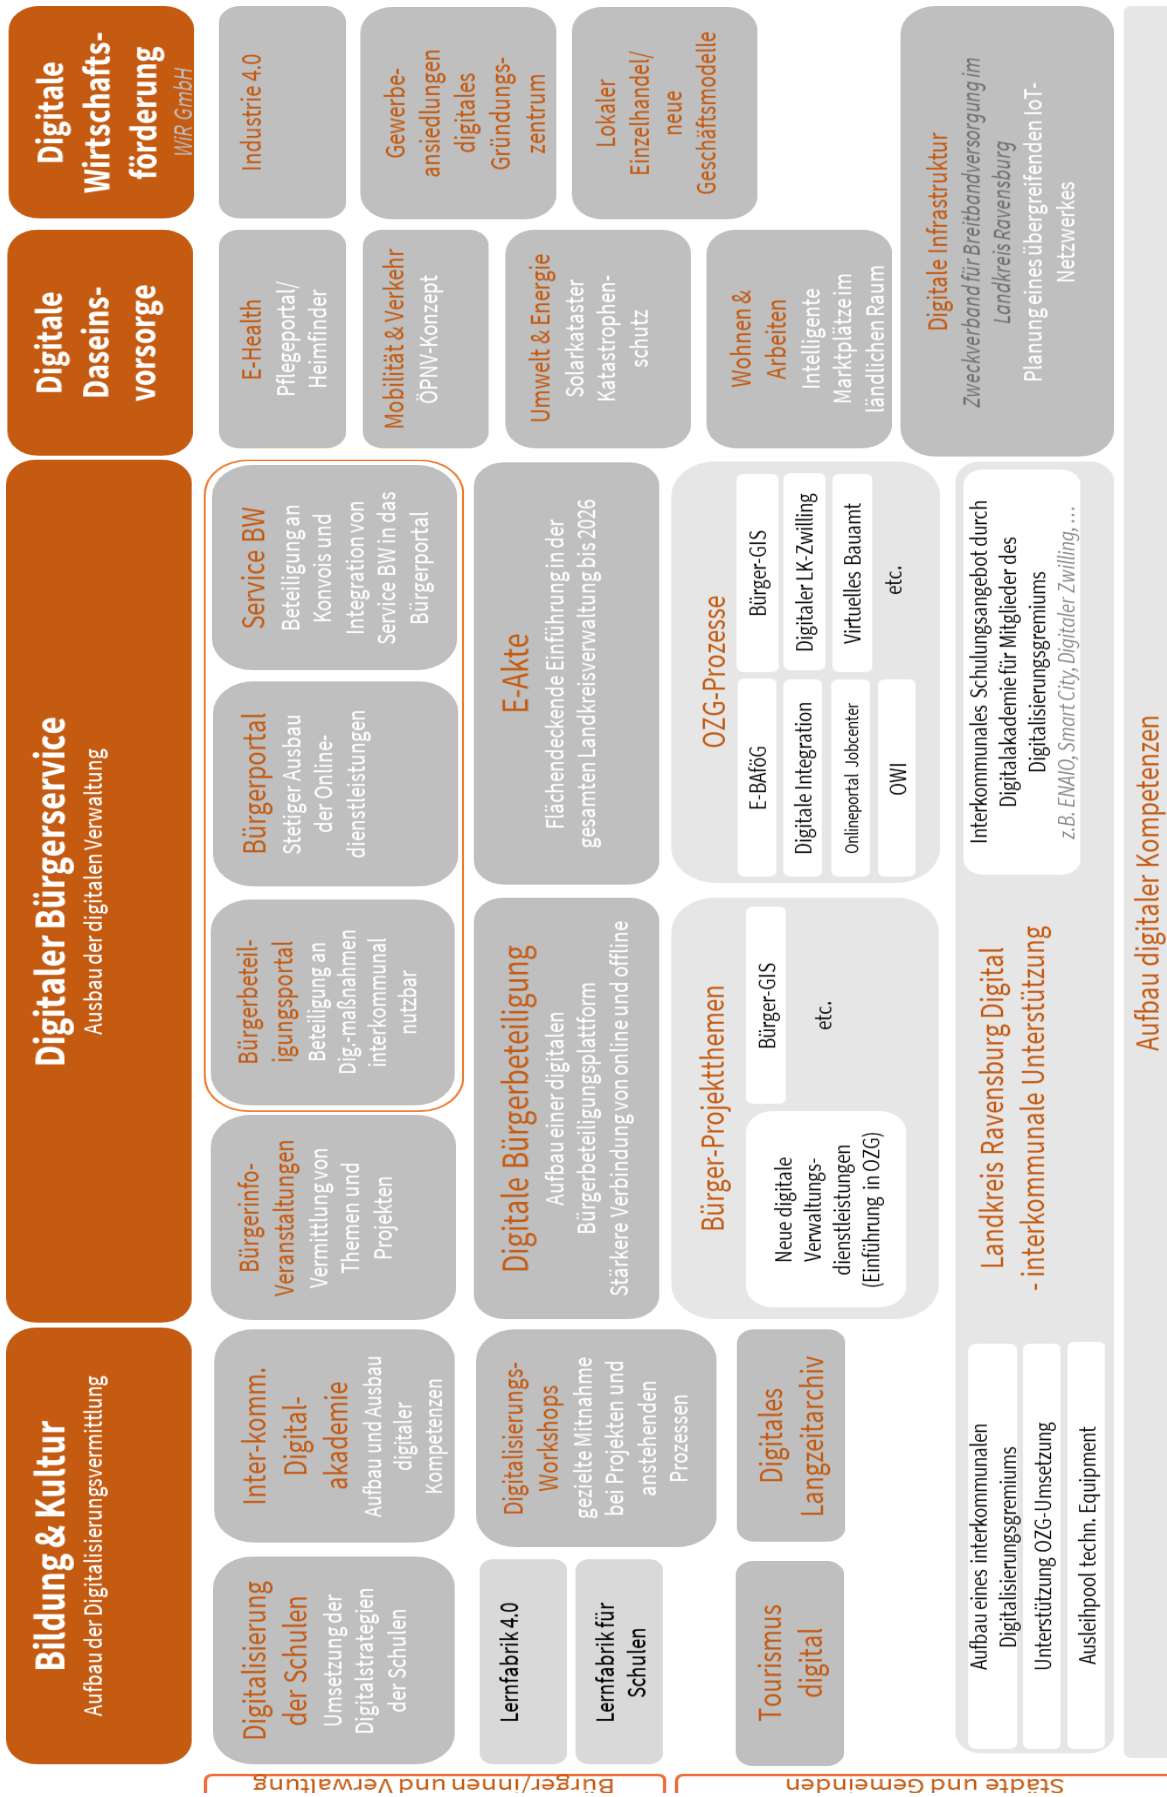 Bildung & Kultur
Aufbau der Digitalisierungsvermittlung
Digitaler Bürgerservice
Ausbau der digitalen Verwaltung
Digitale
Daseins-
vorsorge
Digitale
Wirtschafts-
förderung
WiR GmbH
Bürger/innen und Verwaltung
Digitalisierung
der Schulen
Umsetzung der
Digitalstrategien
der Schulen
Inter-komm.
Digital-
akademie
Aufbau und Ausbau
digitaler
Kompetenzen
Bürgerinfo-
Veranstaltungen
Vermittlung von
Themen und
Projekten
Bürgerbeteil-
igungsportal
Beteiligung an
Dig.-maßnahmen
interkommunal
nutzbar
Bürgerportal
Stetiger Ausbau
der Online-
dienstleistungen
Service BW
Beteiligung an
Konvois und
Integration von
Service BW in das
Bürgerportal
E-Health
Pflegeportal/
Heimfinder
Industrie 4.0
Mobilität & Verkehr
ÖPNV-Konzept
Gewerbe-
ansiedlungen
digitales
Gründungs-
zentrum
Lernfabrik 4.0
Lernfabrik für
Schulen
Digitalisierungs-
Workshops
gezielte Mitnahme
bei Projekten und
anstehenden
Prozessen
Digitale Bürgerbeteiligung
Aufbau einer digitalen
Bürgerbeteiligungsplattform
Stärkere Verbindung von online und offline
E-Akte
Flächendeckende Einführung in der
gesamten Landkreisverwaltung bis 2026
Umwelt & Energie
Solarkataster
Katastrophen-
schutz
Lokaler
Einzelhandel/
neue
Geschäftsmodelle
Städte und Gemeinden
Tourismus
digital
Digitales
Langzeitarchiv
Bürger-Projektthemen
Neue digitale
Verwaltungs-
dienstleistungen
(Einführung in OZG)
Bürger-GIS
etc.
OZG-Prozesse
E-BAföG
Bürger-GIS
Digitale Integration
Digitaler LK-Zwilling
Onlineportal Jobcenter
Virtuelles Bauamt
OWI
etc.
Wohnen &
Arbeiten
Intelligente
Marktplätze im
ländlichen Raum
Digitale Infrastruktur
Zweckverband für Breitbandversorgung im
Landkreis Ravensburg
Planung eines übergreifenden IoT-
Netzwerkes
Aufbau eines interkommunalen
Digitalisierungsgremiums
Unterstützung OZG-Umsetzung
Ausleihpool techn. Equipment
Landkreis Ravensburg Digital
- interkommunale Unterstützung
Interkommunales Schulungsangebot durch
Digitalakademie für Mitglieder des
Digitalisierungsgremiums
z.B. ENAIO, Smart City, Digitaler Zwilling, …
Aufbau digitaler Kompetenzen